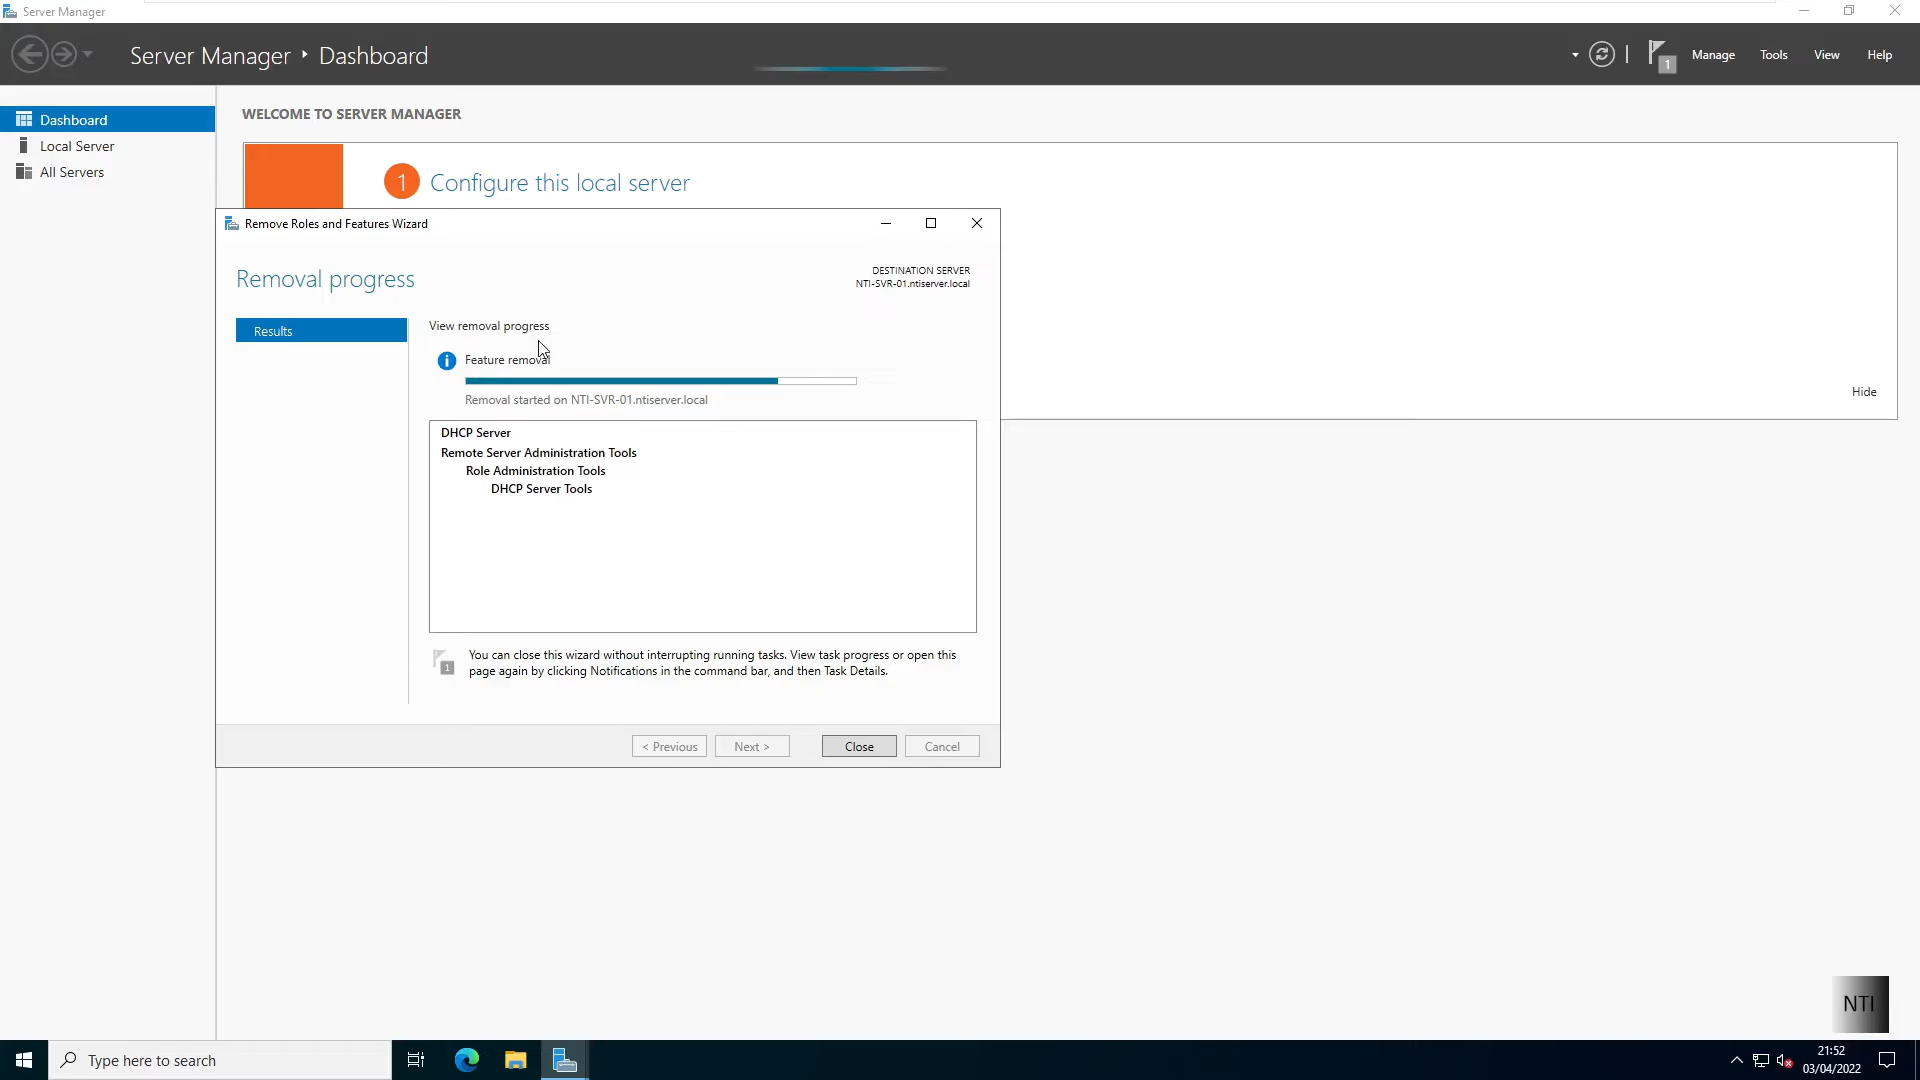 Server Manager
Server Manager ‣ Dashboard
1
Manage
Tools
View
Help
Dashboard
Local Server
All Servers
WELCOME TO SERVER MANAGER
1 Configure this local server
Hide
Remove Roles and Features Wizard
Removal progress
DESTINATION SERVER
NTI-SVR-01.ntiserver.local
Results
View removal progress
Feature removal
Removal started on NTI-SVR-01.ntiserver.local
DHCP Server
Remote Server Administration Tools
Role Administration Tools
DHCP Server Tools
1
You can close this wizard without interrupting running tasks. View task progress or open this
page again by clicking Notifications in the command bar, and then Task Details.
< Previous
Next >
Close
Cancel
NTI
Type here to search
21:52
03/04/2022